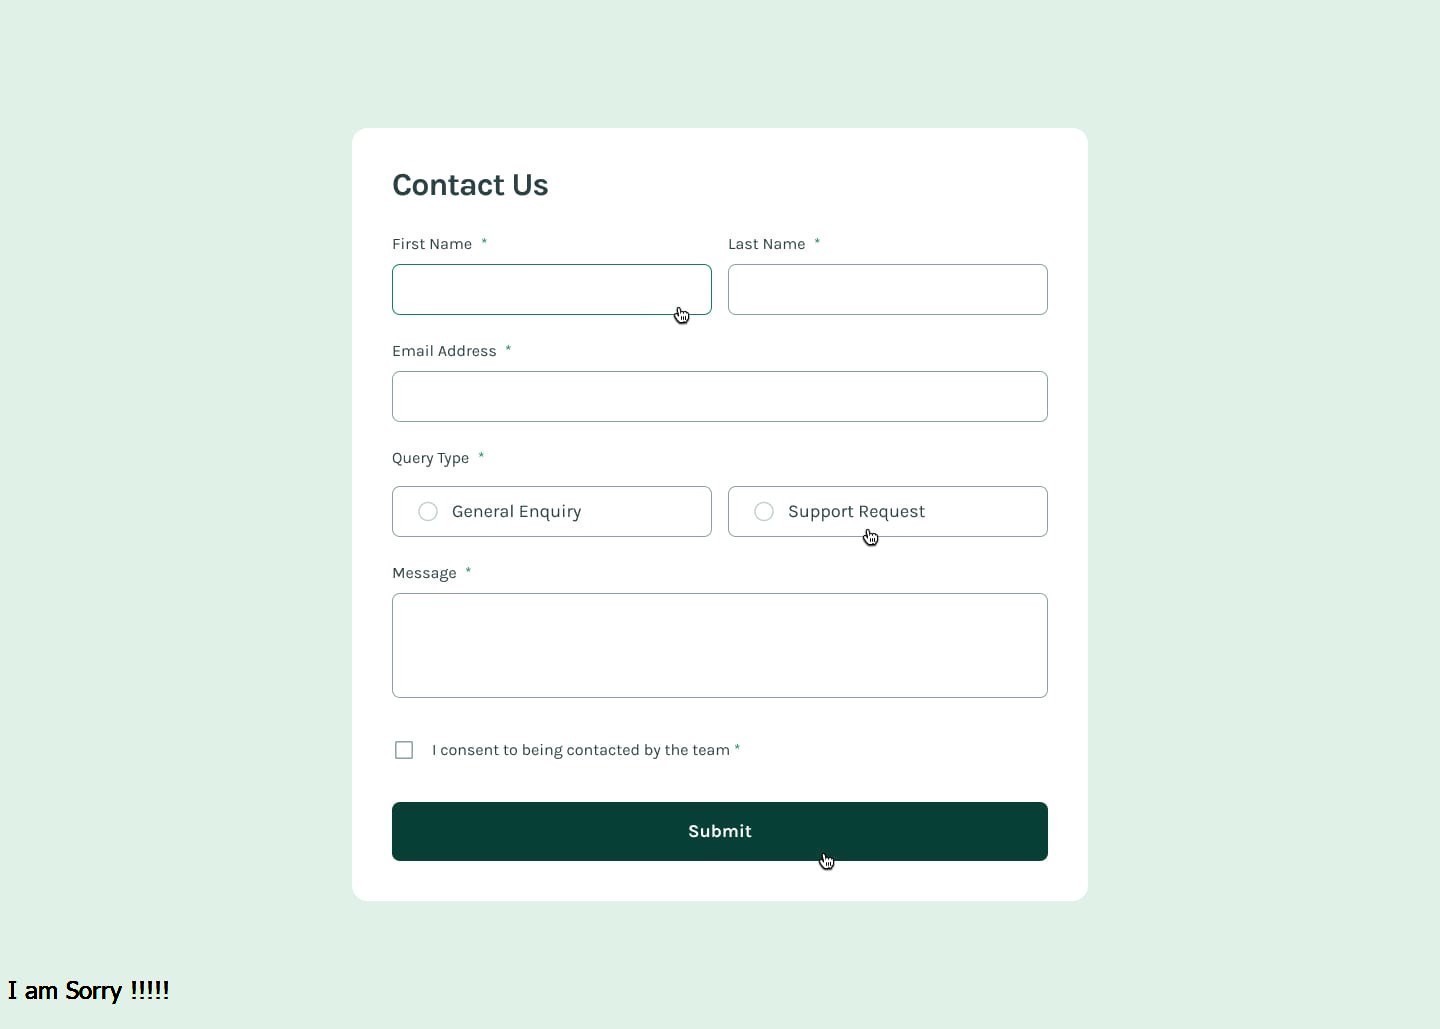 Contact Us
First Name * Last Name *
Email Address *
Query Type *
General Enquiry Support Request
Message *
I consent to being contacted by the team *
Submit
I am Sorry !!!!!